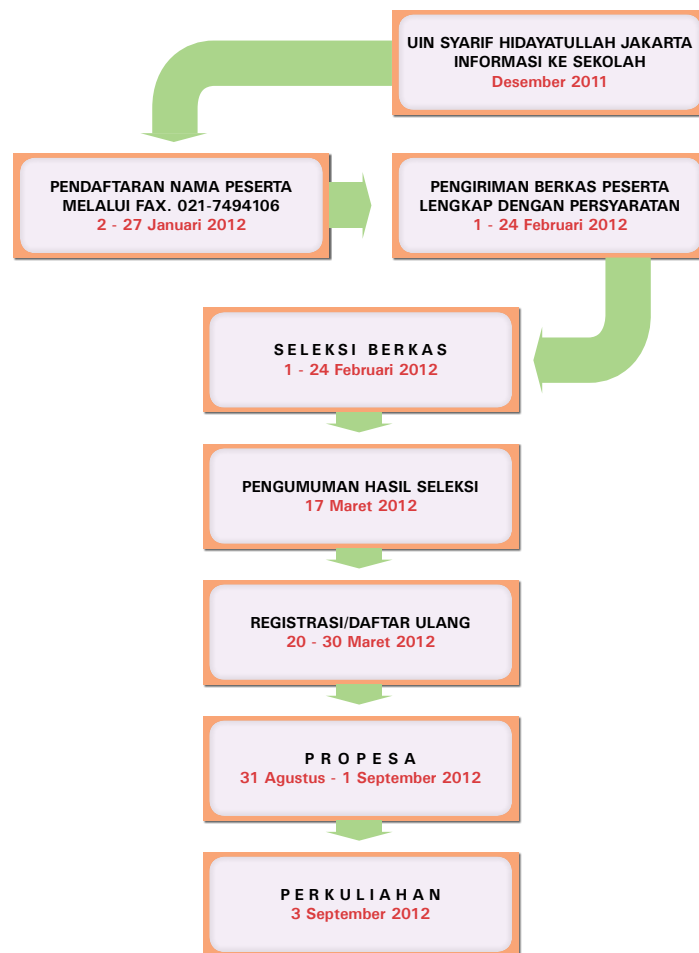 UIN SYARIF HIDAYATULLAH JAKARTA
INFORMASI KE SEKOLAH
Desember 2011
PENDAFTARAN NAMA PESERTA
MELALUI FAX. 021-7494106
2 - 27 Januari 2012
PENGIRIMAN BERKAS PESERTA
LENGKAP DENGAN PERSYARATAN
1 - 24 Februari 2012
SELEKSI BERKAS
1 - 24 Februari 2012
PENGUMUMAN HASIL SELEKSI
17 Maret 2012
REGISTRASI/DAFTAR ULANG
20 - 30 Maret 2012
PROPESA
31 Agustus - 1 September 2012
PERKULIAHAN
3 September 2012